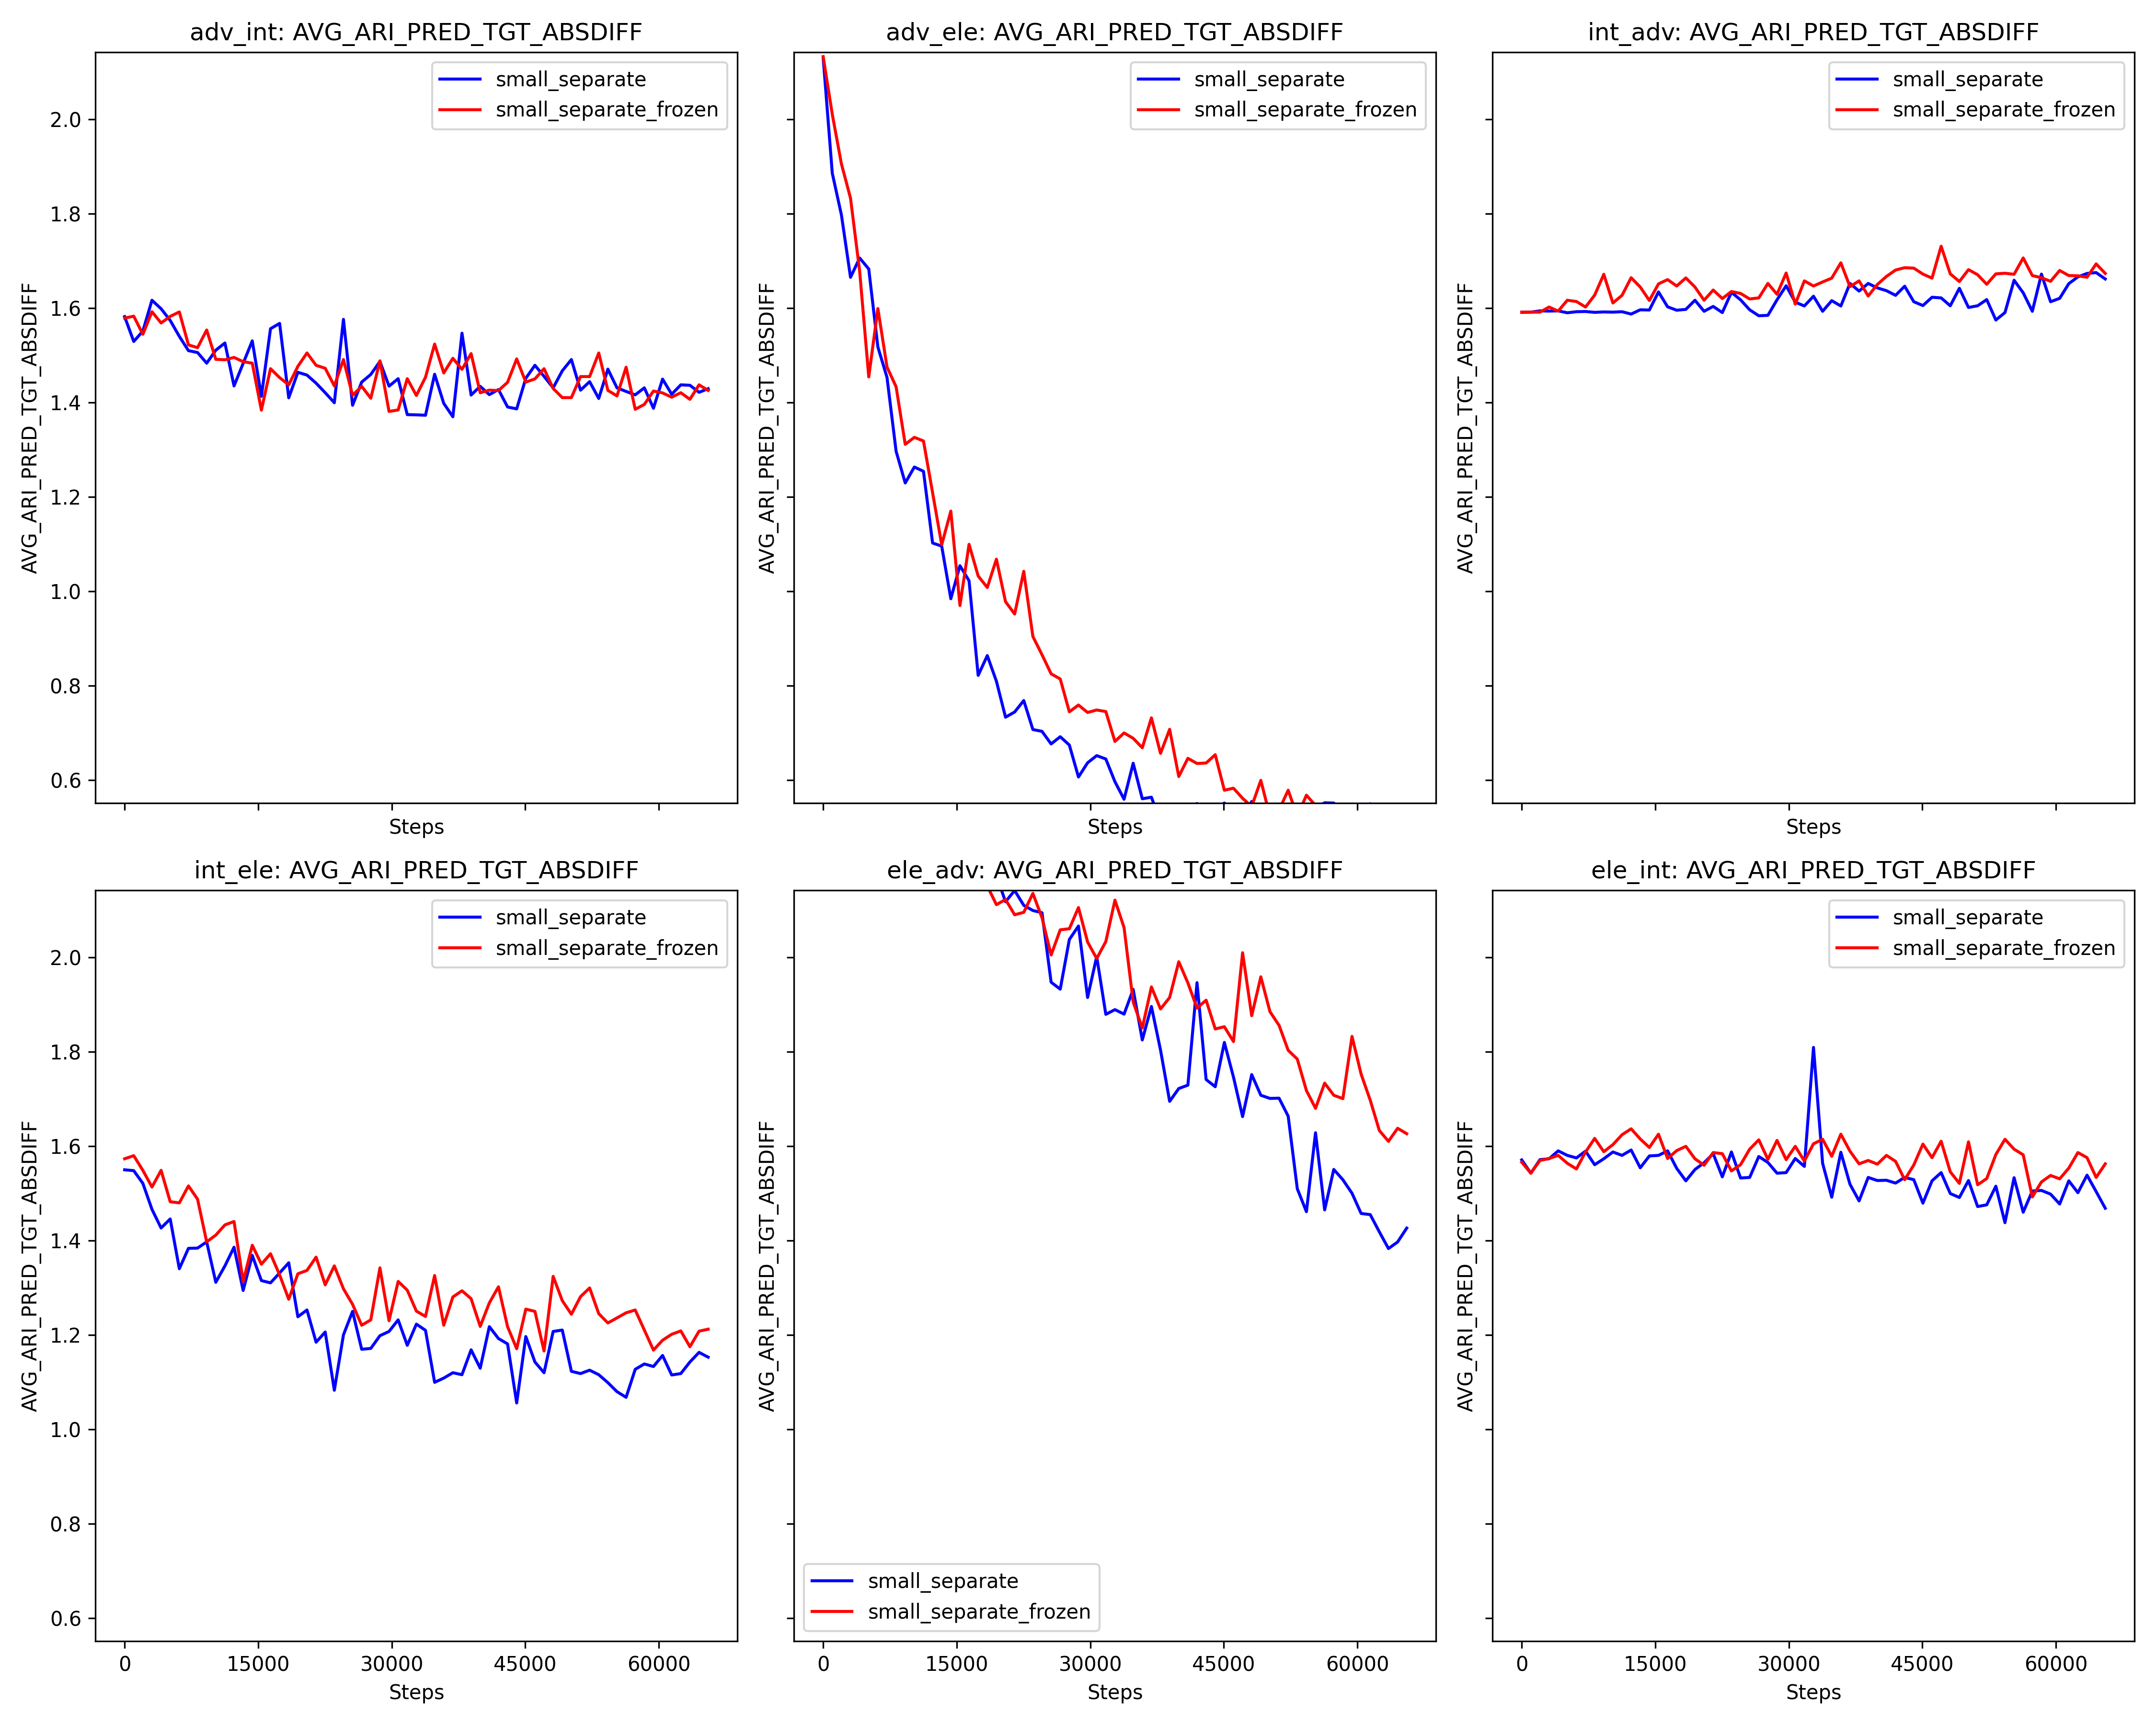 adv_int: AVG_ARI_PRED_TGT_ABSDIFF
AVG_ARI_PRED_TGT_ABSDIFF
2.0
1.8
1.6
1.4
1.2
1.0
0.8
0.6
small_separate
small_separate_frozen
Steps
adv_ele: AVG_ARI_PRED_TGT_ABSDIFF
AVG_ARI_PRED_TGT_ABSDIFF
small_separate
small_separate_frozen
Steps
int_adv: AVG_ARI_PRED_TGT_ABSDIFF
AVG_ARI_PRED_TGT_ABSDIFF
small_separate
small_separate_frozen
Steps
int_ele: AVG_ARI_PRED_TGT_ABSDIFF
AVG_ARI_PRED_TGT_ABSDIFF
2.0
1.8
1.6
1.4
1.2
1.0
0.8
0.6
small_separate
small_separate_frozen
0 15000 30000 45000 60000
Steps
ele_adv: AVG_ARI_PRED_TGT_ABSDIFF
AVG_ARI_PRED_TGT_ABSDIFF
small_separate
small_separate_frozen
0 15000 30000 45000 60000
Steps
ele_int: AVG_ARI_PRED_TGT_ABSDIFF
AVG_ARI_PRED_TGT_ABSDIFF
small_separate
small_separate_frozen
0 15000 30000 45000 60000
Steps